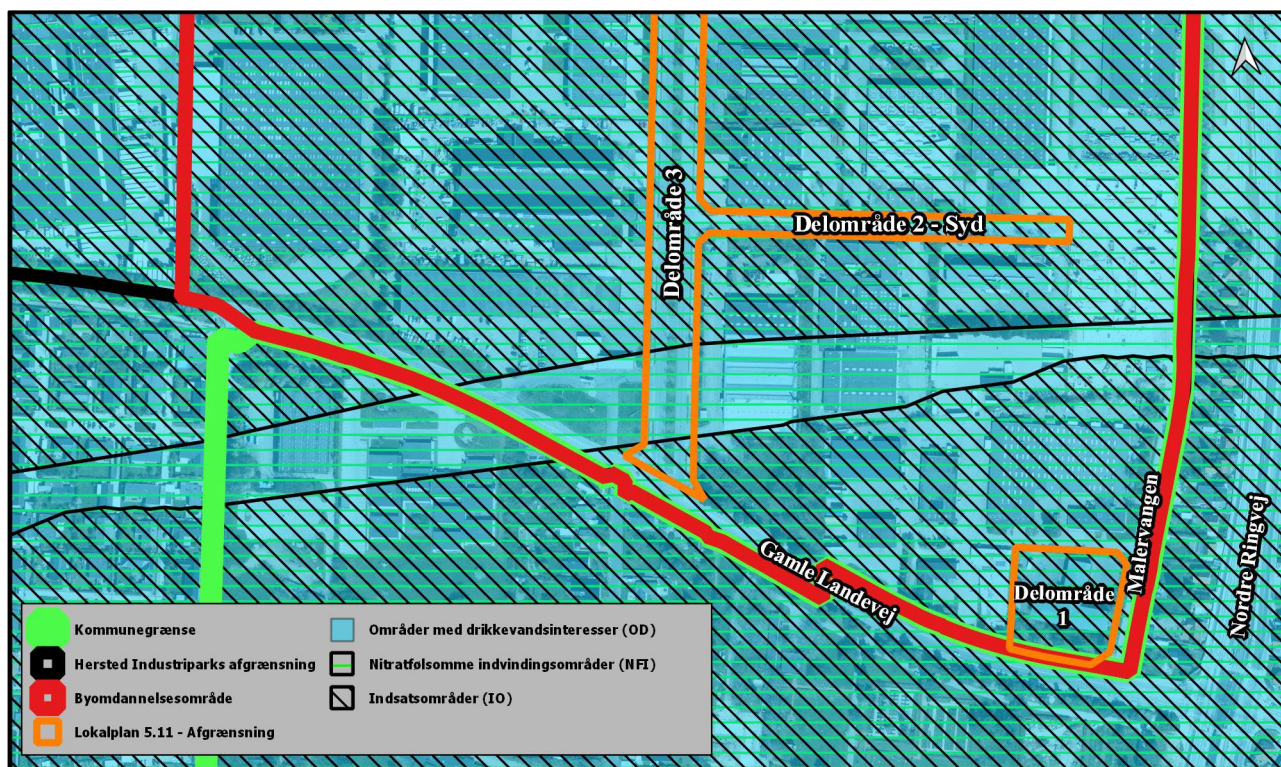 Delområde 3
Delområde 2 - Syd
Gamle Landevej
Delområde
1
Malervangen
Nordre Ringvej
Kommunegrænse
Hersted Industriparks afgrænsning
Byomdannelsesområde
Lokalplan 5.11 - Afgrænsning
Områder med drikkevandsinteresser (OD)
Nitratfølsomme indvindingsområder (NFI)
Indsatsområder (IO)